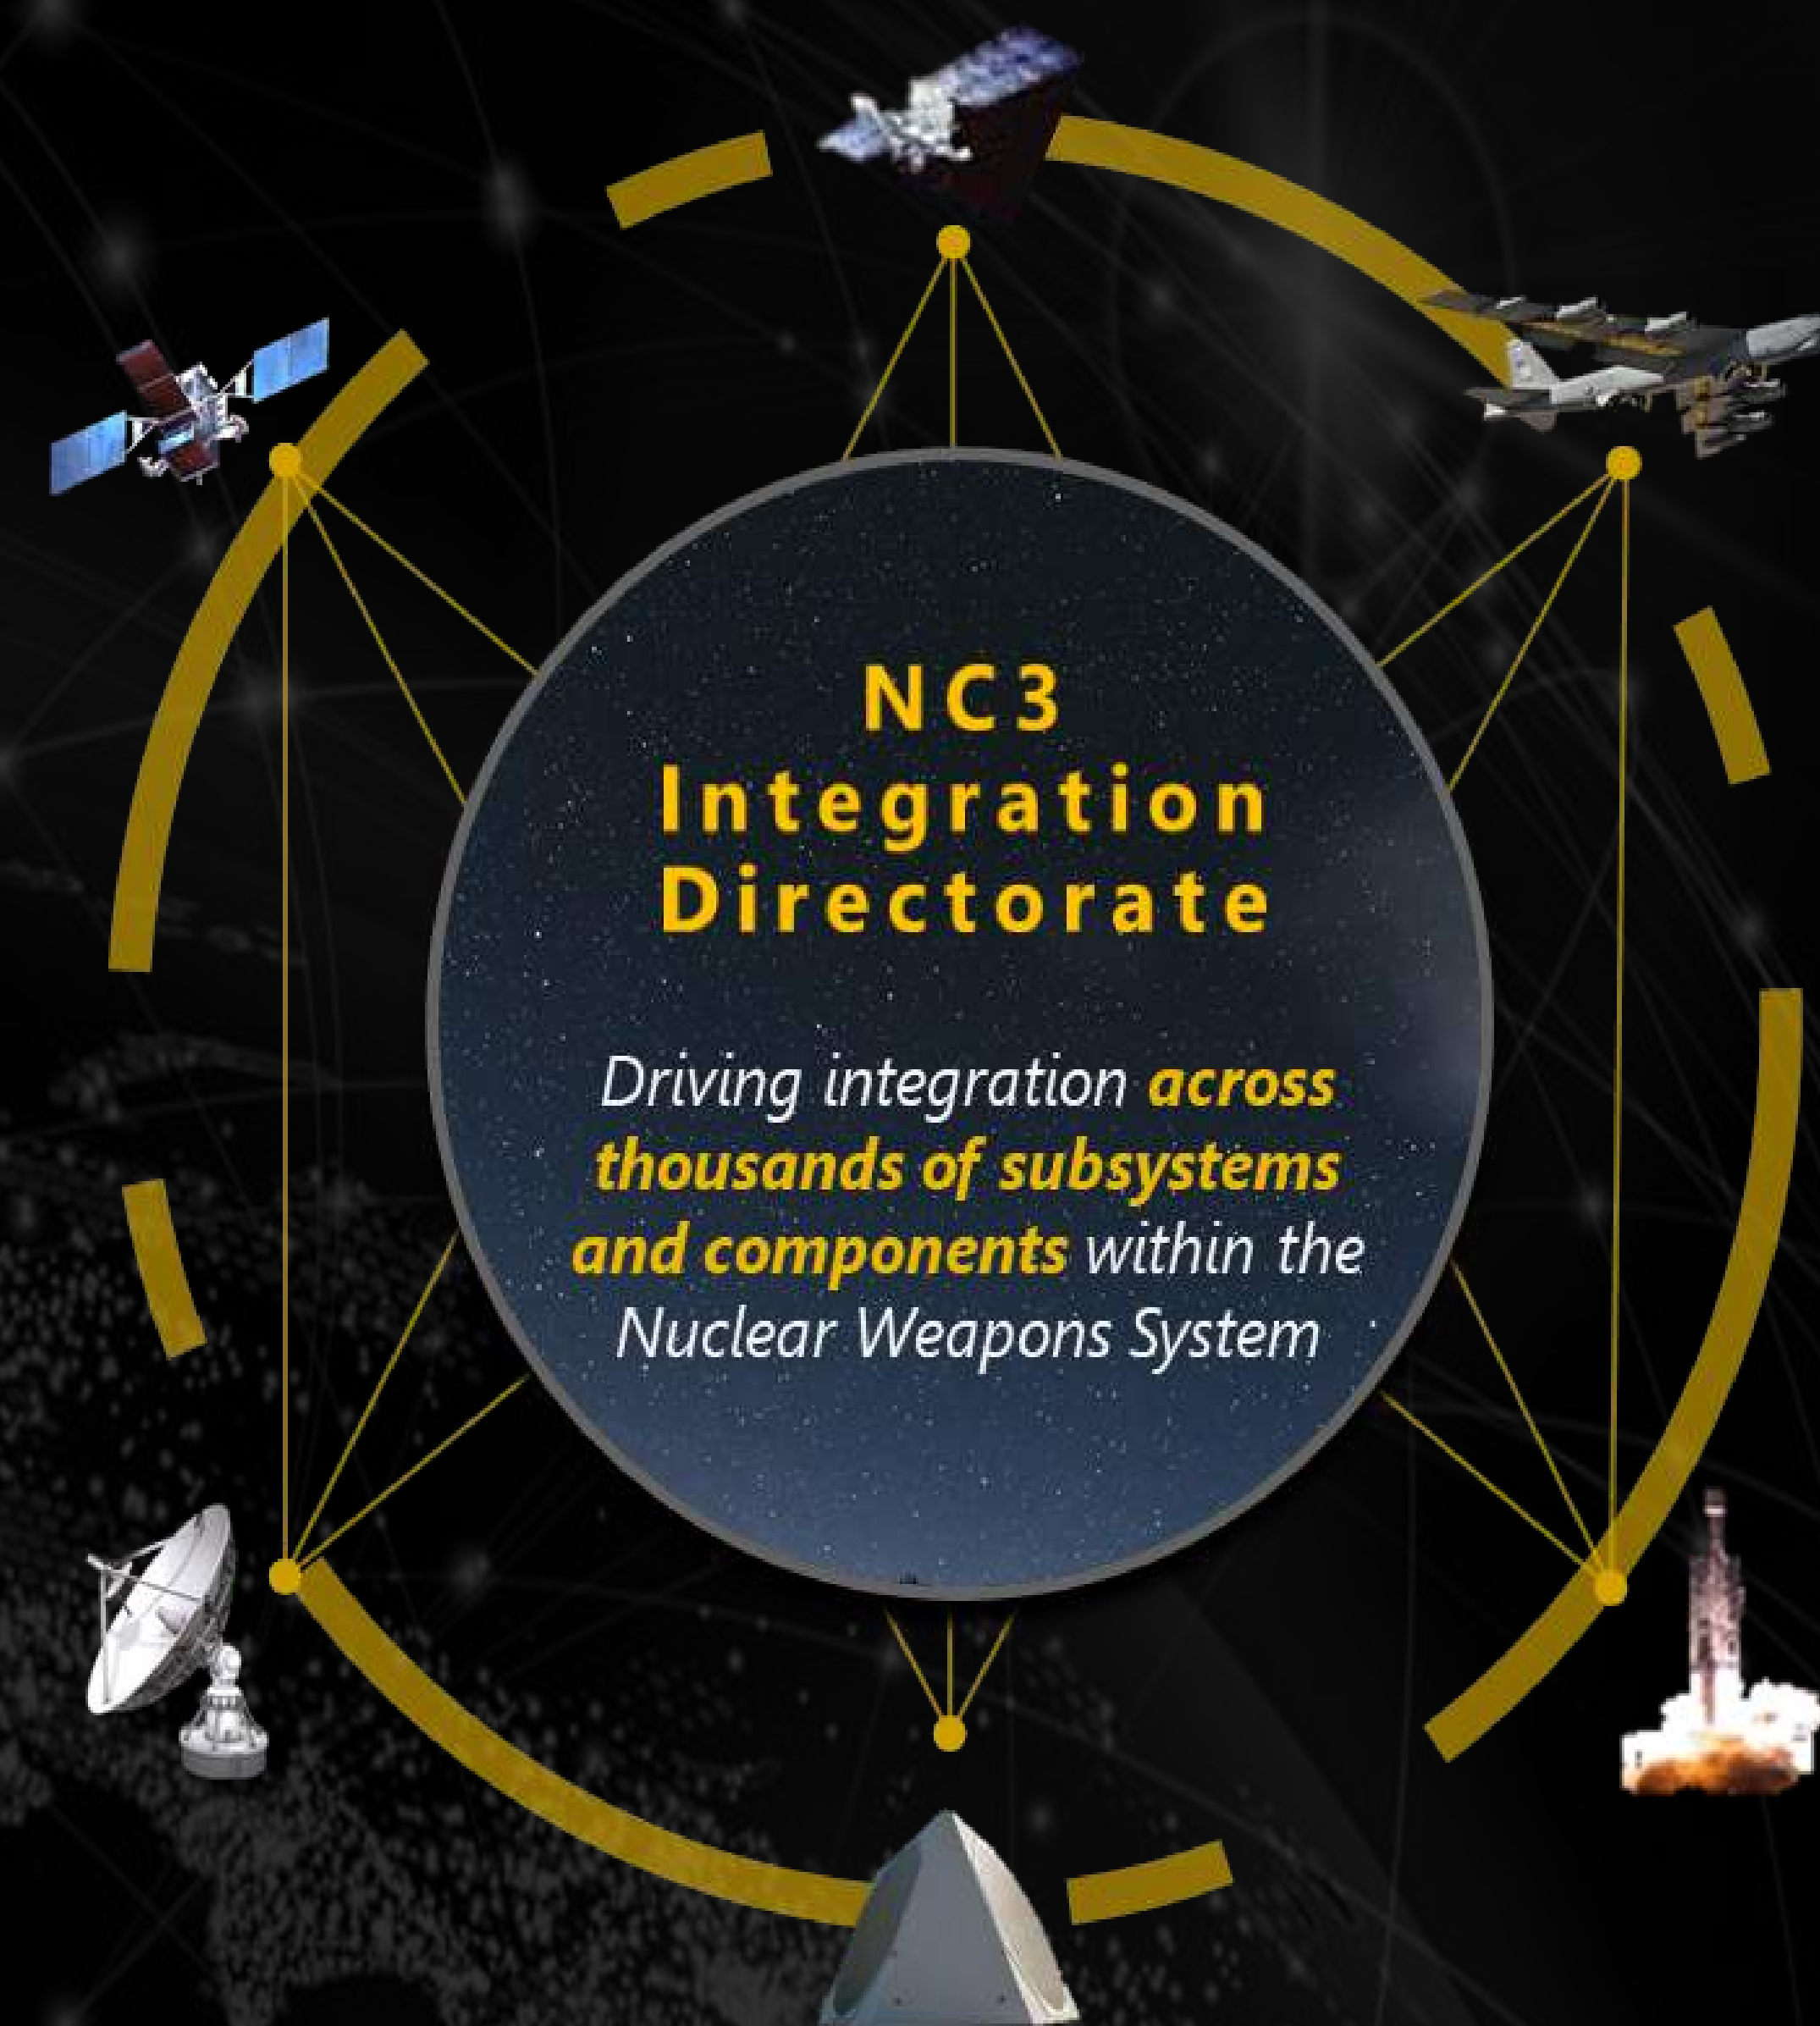 NC3
Integration
Directorate
Driving integration across
thousands of subsystems
and components within the
Nuclear Weapons System